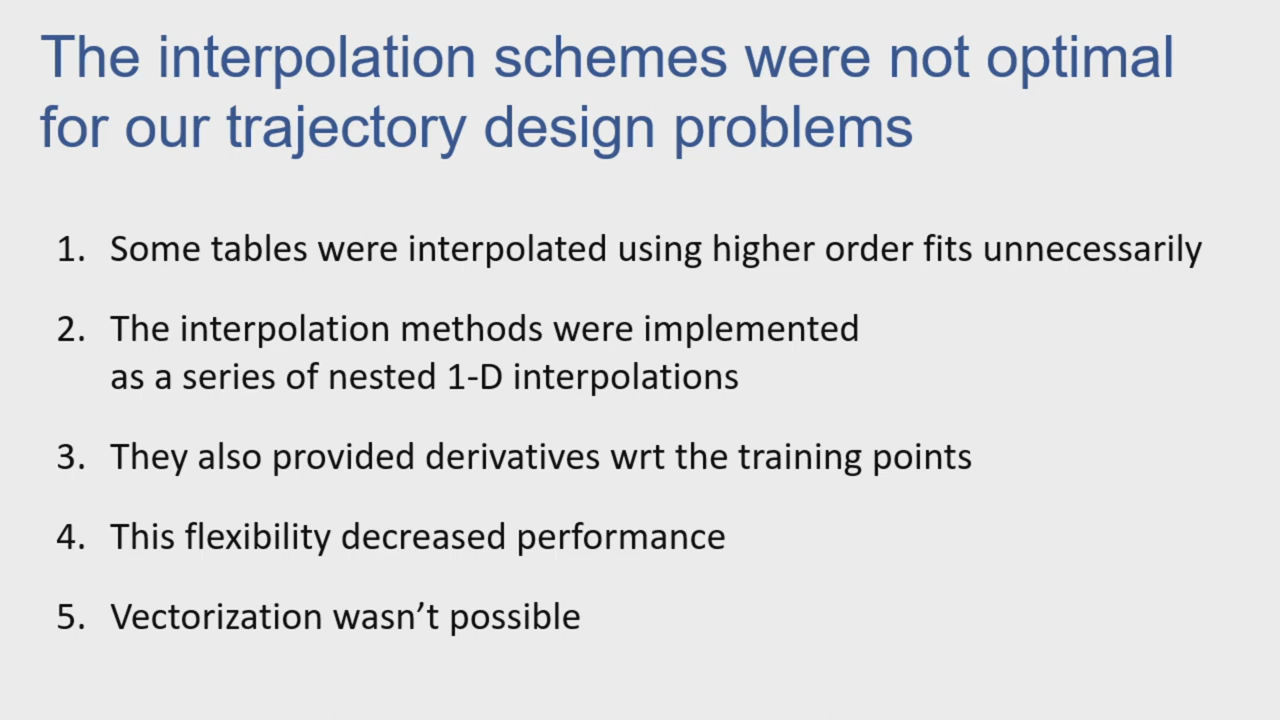 The interpolation schemes were not optimal
for our trajectory design problems
1. Some tables were interpolated using higher order fits unnecessarily
2. The interpolation methods were implemented
as a series of nested 1-D interpolations
3. They also provided derivatives wrt the training points
4. This flexibility decreased performance
5. Vectorization wasn’t possible